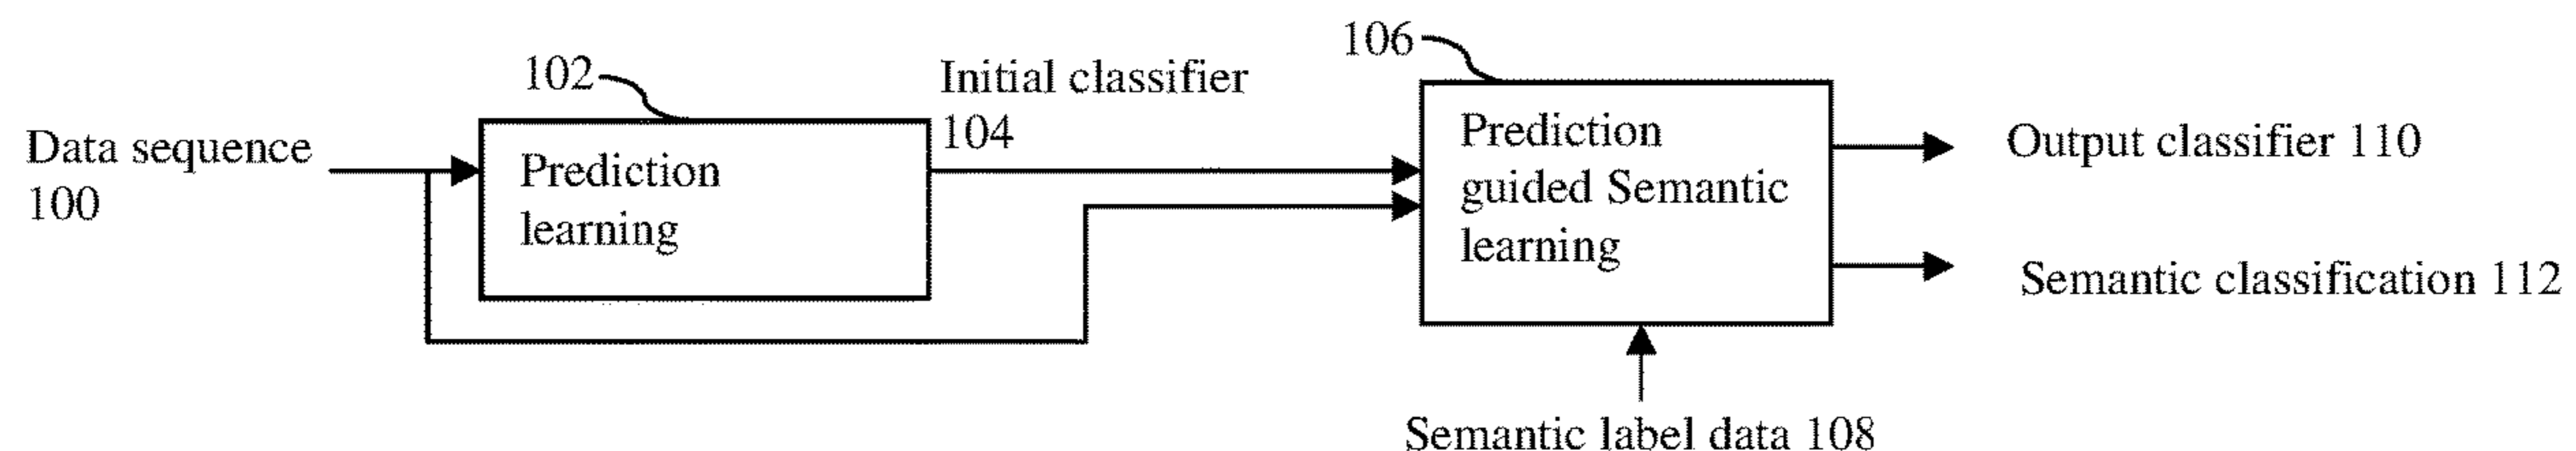 Data sequence
100
102
Prediction
learning
Initial classifier
104
106
Prediction
guided Semantic
learning
Semantic label data 108
Output classifier 110
Semantic classification 112